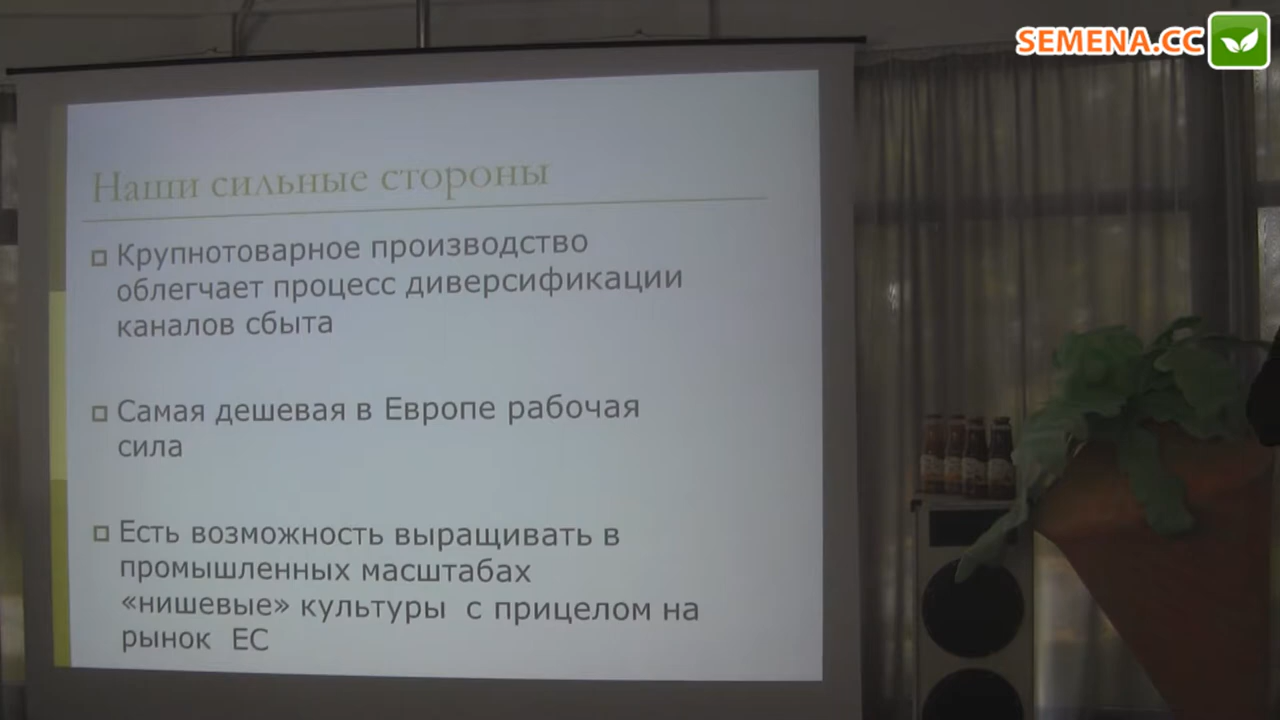 SEMENA.CC
Наши сильные стороны
Крупнотоварное производство
облегчает процесс диверсификации
каналов сбыта
Самая дешевая в Европе рабочая
сила
Есть возможность выращивать в
промышленных масштабах
«нишевые» культуры с прицелом на
рынок ЕС